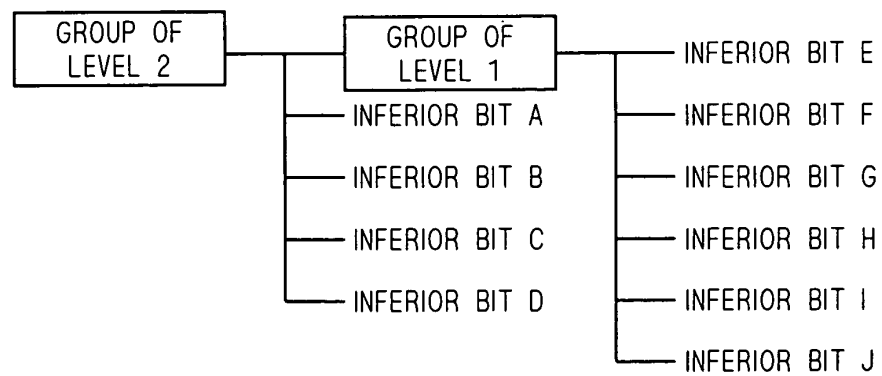 GROUP OF
LEVEL 2
GROUP OF
LEVEL 1
INFERIOR BIT A
INFERIOR BIT B
INFERIOR BIT C
INFERIOR BIT D
INFERIOR BIT E
INFERIOR BIT F
INFERIOR BIT G
INFERIOR BIT H
INFERIOR BIT I
INFERIOR BIT J